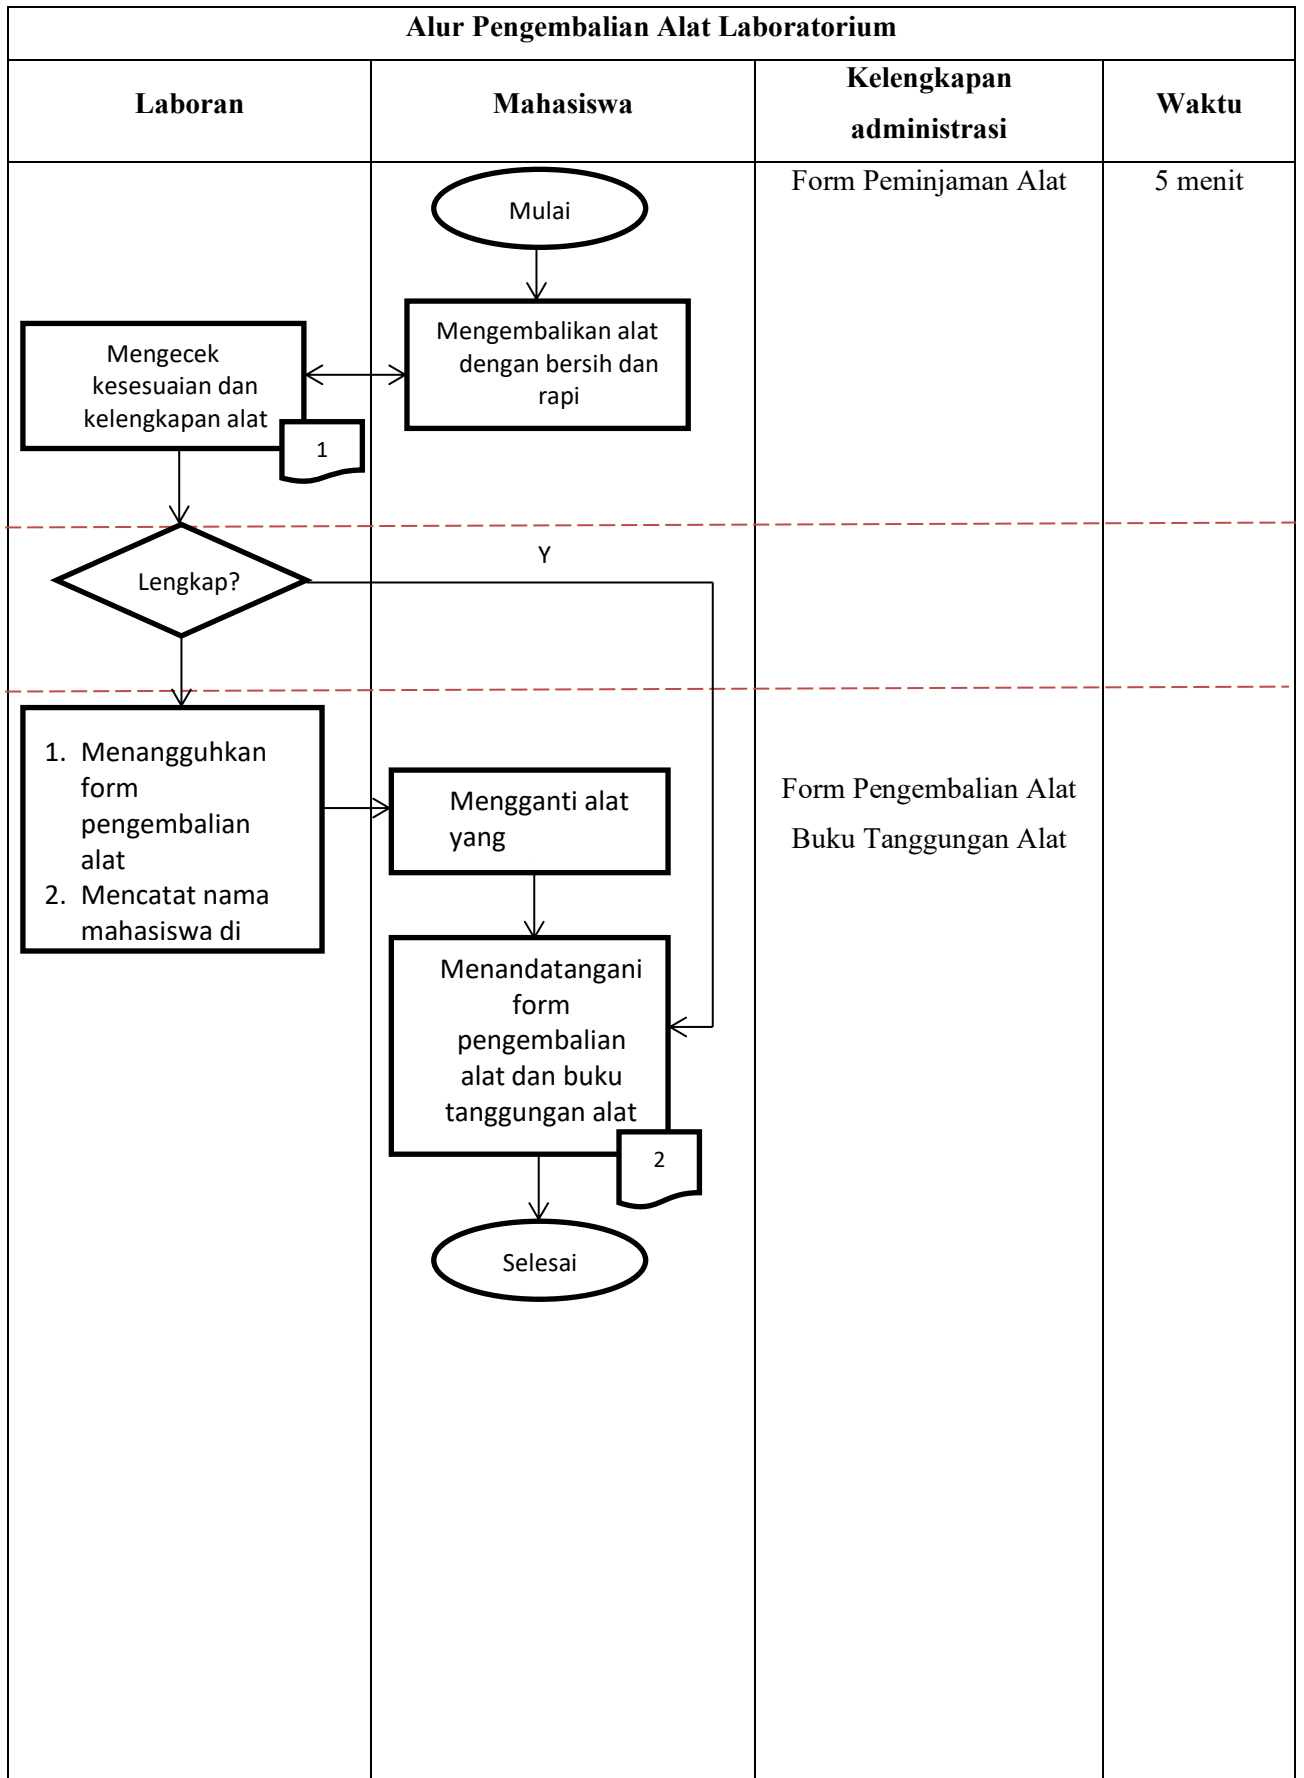 Alur Pengembalian Alat Laboratorium
Laboran
Mahasiswa
Kelengkapan
administrasi
Waktu
Mulai
Form Peminjaman Alat
5 menit
Mengembalikan alat
dengan bersih dan
rapi
Mengecek
kesesuaian dan
kelengkapan alat
1
Lengkap?
Y
1. Menangguhkan
form
pengembalian
alat
2. Mencatat nama
mahasiswa di
Mengganti alat
yang
Form Pengembalian Alat
Buku Tanggungan Alat
Menandatangani
form
pengembalian
alat dan buku
tanggungan alat
2
Selesai